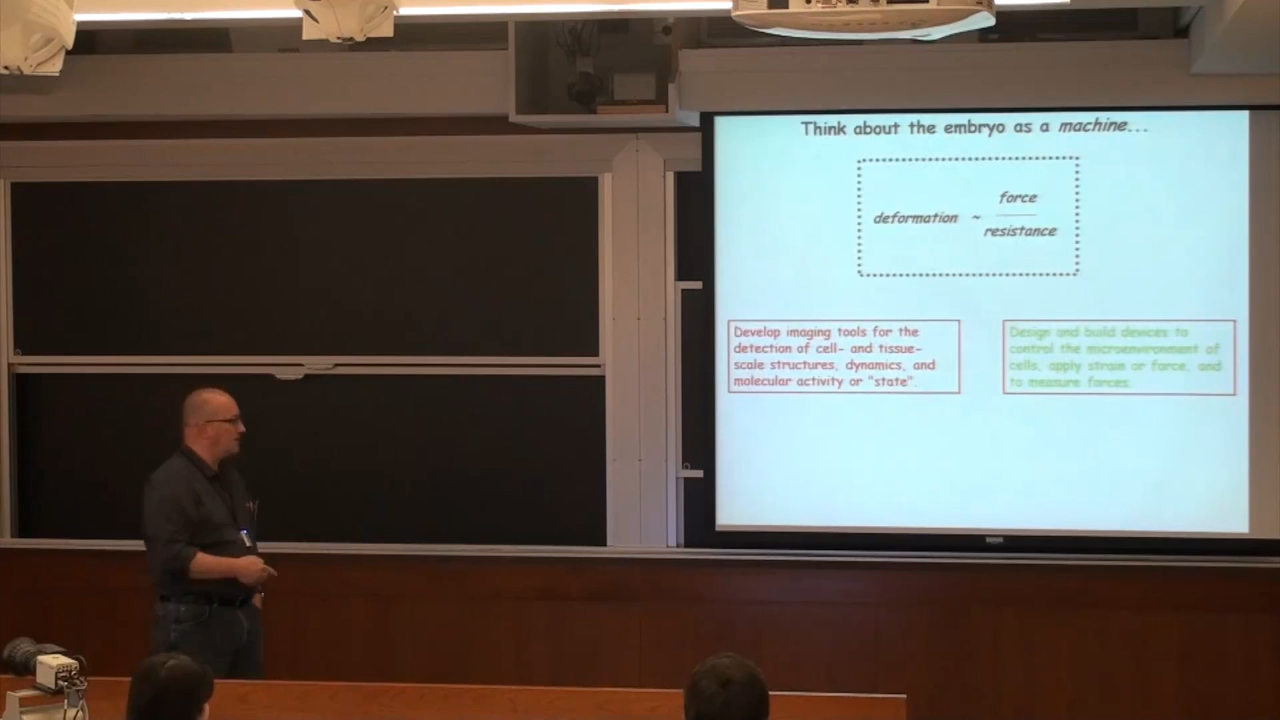 Think about the embryo as a machine...
force
deformation ~
resistance
Develop imaging tools for the
detection of cell- and tissue-
scale structures, dynamics, and
molecular activity or "state".
Design and build devices to
control the microenvironment of
cells, apply strain or force, and
to measure forces.